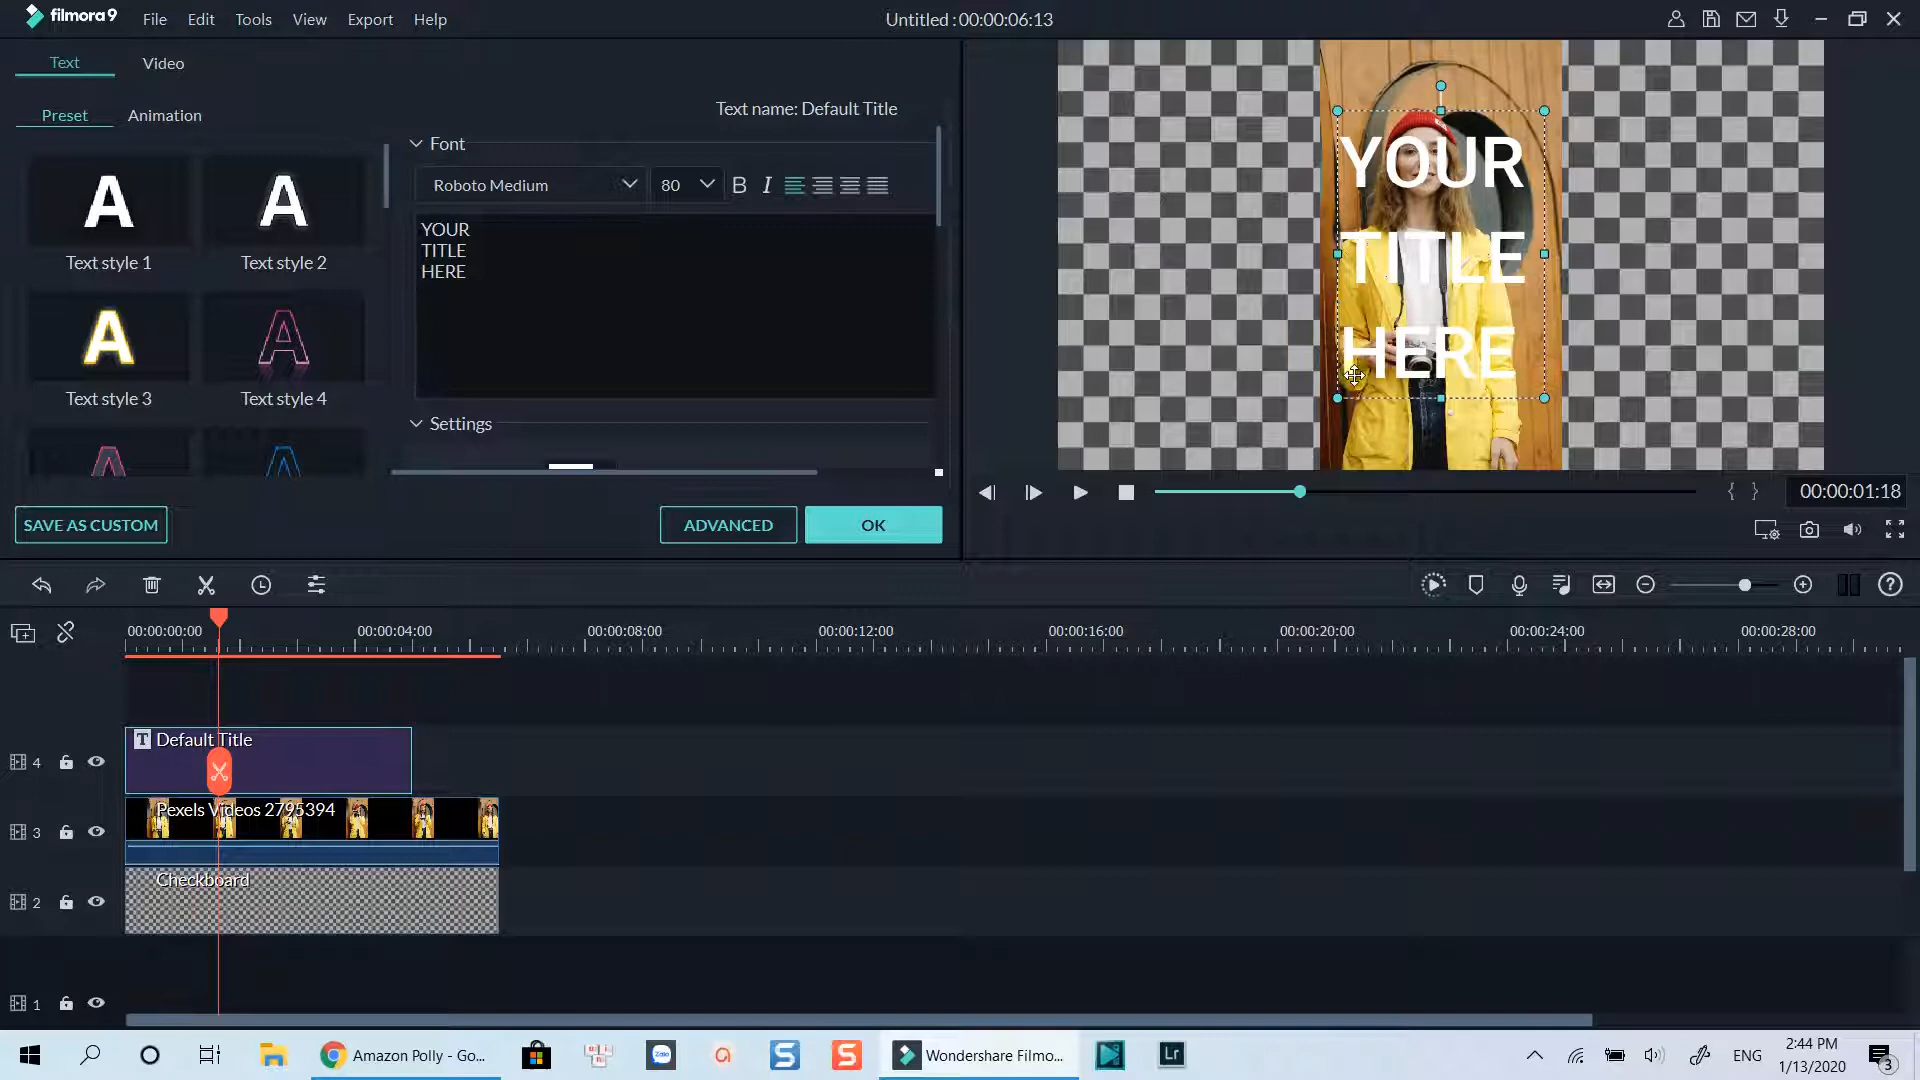 filmora9 File Edit Tools View Export Help Untitled : 00:00:06:13
Text Video
Preset Animation
Text name: Default Title
Font
Roboto Medium 80 B I
YOUR
TITLE
HERE
A A
Text style 1 Text style 2
A A
Text style 3 Text style 4
A A
Settings
SAVE AS CUSTOM ADVANCED OK
YOUR
TITLE
HERE
{ } 00:00:01:18
00:00:00:00 00:00:04:00 00:00:08:00 00:00:12:00 00:00:16:00 00:00:20:00 00:00:24:00 00:00:28:00
4 T Default Title
3 Pexels Videos 2795394
2 Checkboard
1
Amazon Polly - Go... Zalo S S Wondershare Filmo... Lr ENG 2:44 PM
1/13/2020 3